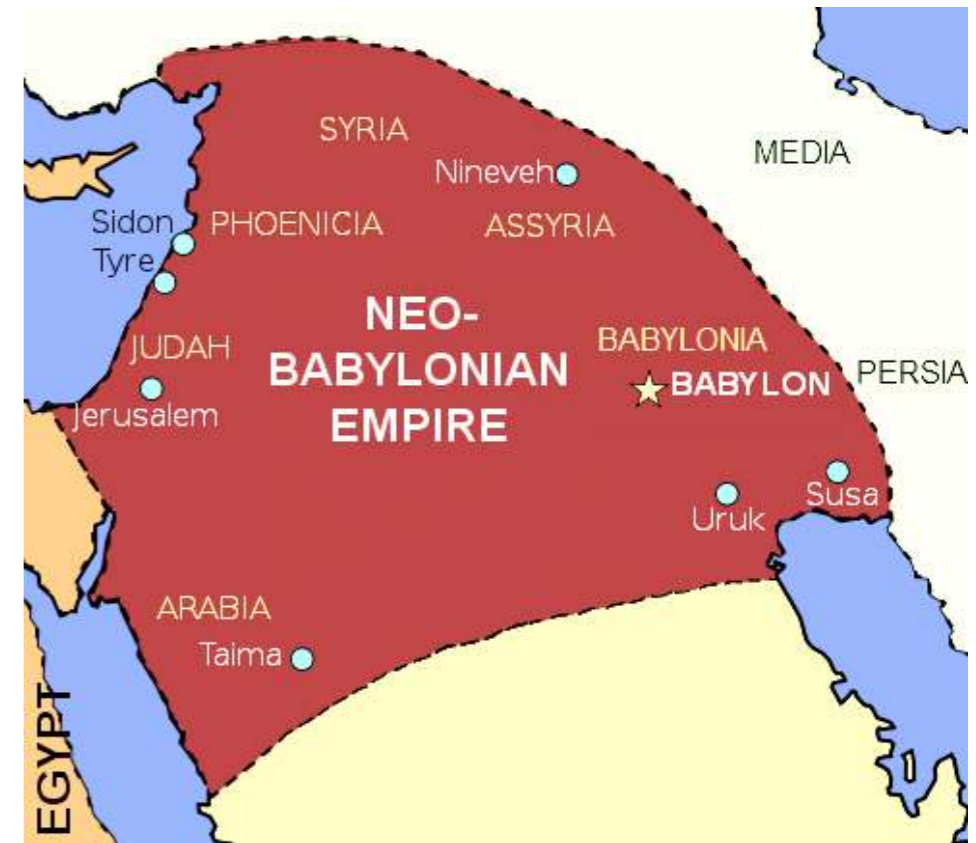 SYRIA
MEDIA
Nineveh
Sidon
PHOENICIA
ASSYRIA
Tyre
NEO-
BABYLONIAN
EMPIRE
JUDAH
BABYLONIA
BABYLON
PERSIA
Jerusalem
Susa
Uruk
ARABIA
Taima
EGYPT